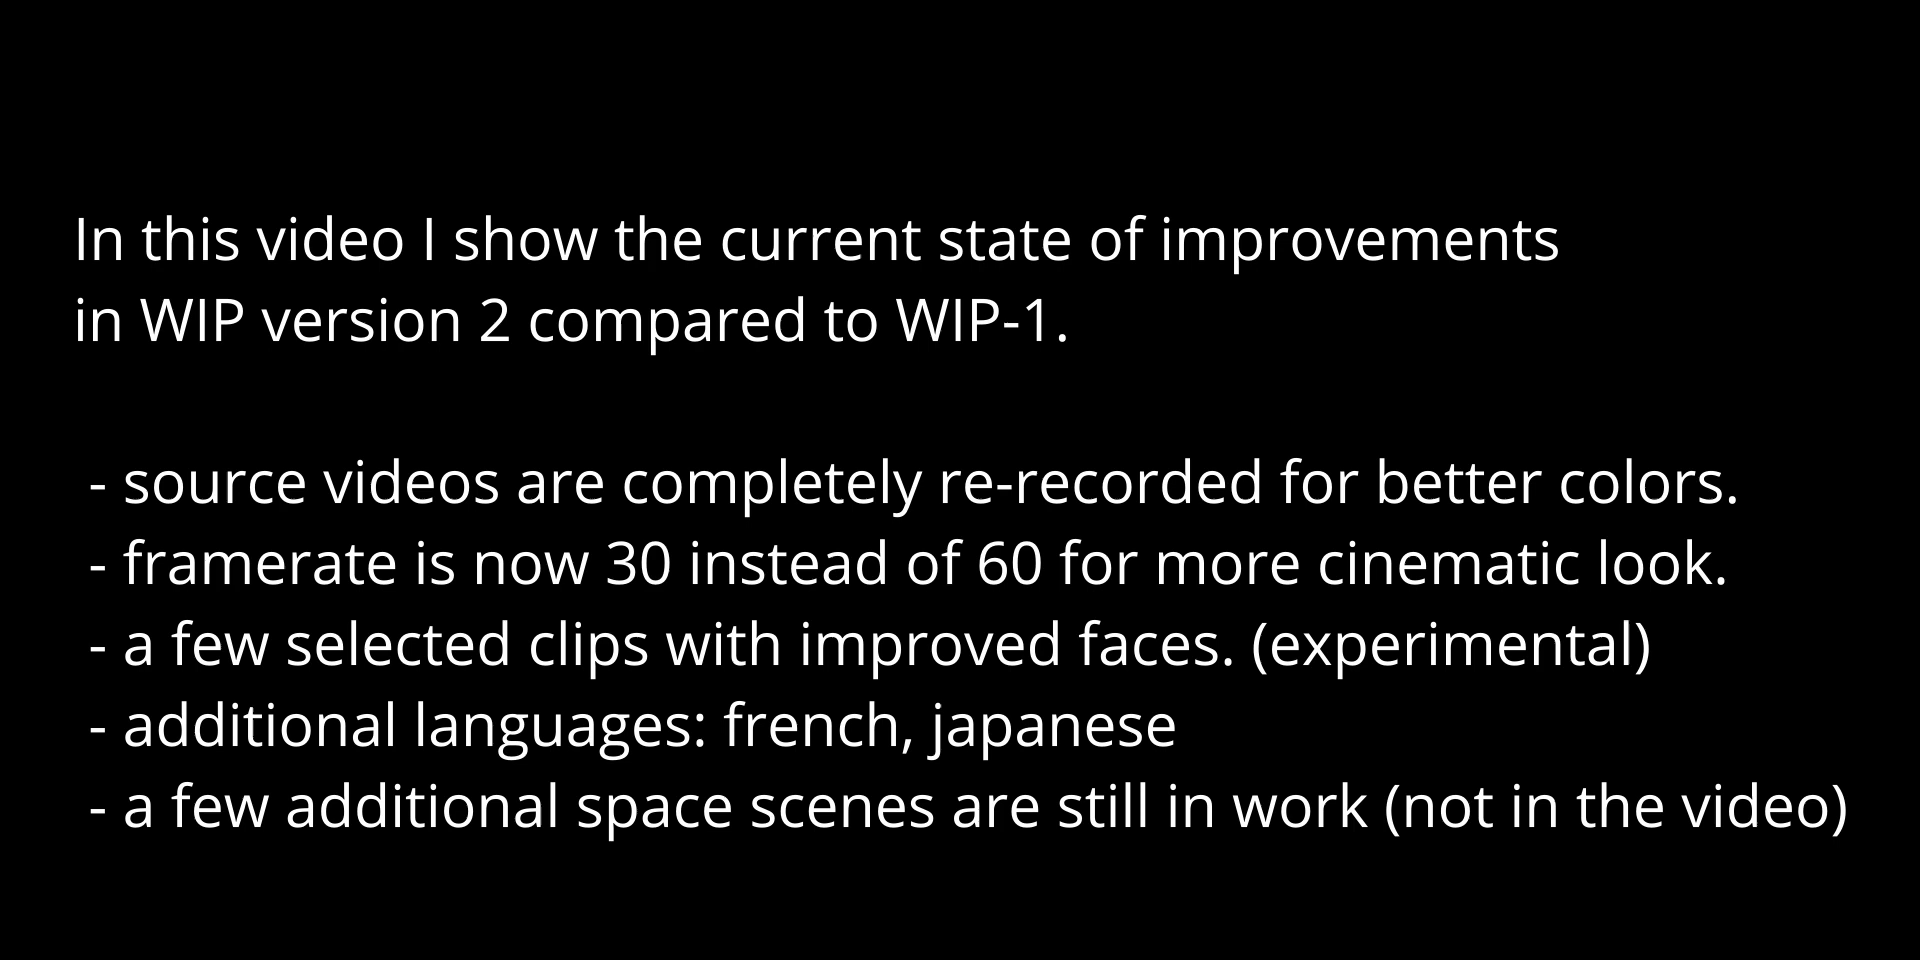 In this video I show the current state of improvements
in WIP version 2 compared to WIP-1.
- source videos are completely re-recorded for better colors.
- framerate is now 30 instead of 60 for more cinematic look.
- a few selected clips with improved faces. (experimental)
- additional languages: french, japanese
- a few additional space scenes are still in work (not in the video)